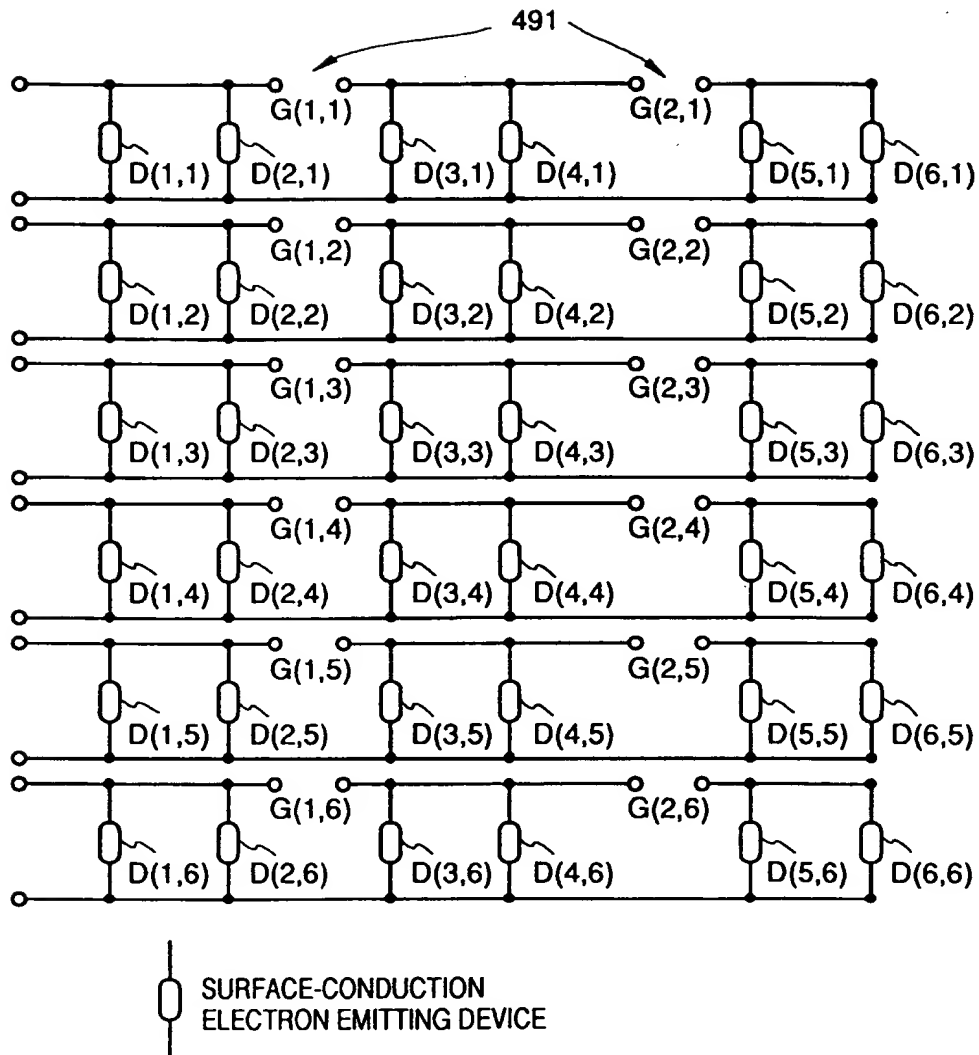 491
G(1,1) G(2,1)
D(1,1) D(2,1) D(3,1) D(4,1) D(5,1) D(6,1)
G(1,2) G(2,2)
D(1,2) D(2,2) D(3,2) D(4,2) D(5,2) D(6,2)
G(1,3) G(2,3)
D(1,3) D(2,3) D(3,3) D(4,3) D(5,3) D(6,3)
G(1,4) G(2,4)
D(1,4) D(2,4) D(3,4) D(4,4) D(5,4) D(6,4)
G(1,5) G(2,5)
D(1,5) D(2,5) D(3,5) D(4,5) D(5,5) D(6,5)
G(1,6) G(2,6)
D(1,6) D(2,6) D(3,6) D(4,6) D(5,6) D(6,6)
SURFACE-CONDUCTION
ELECTRON EMITTING DEVICE